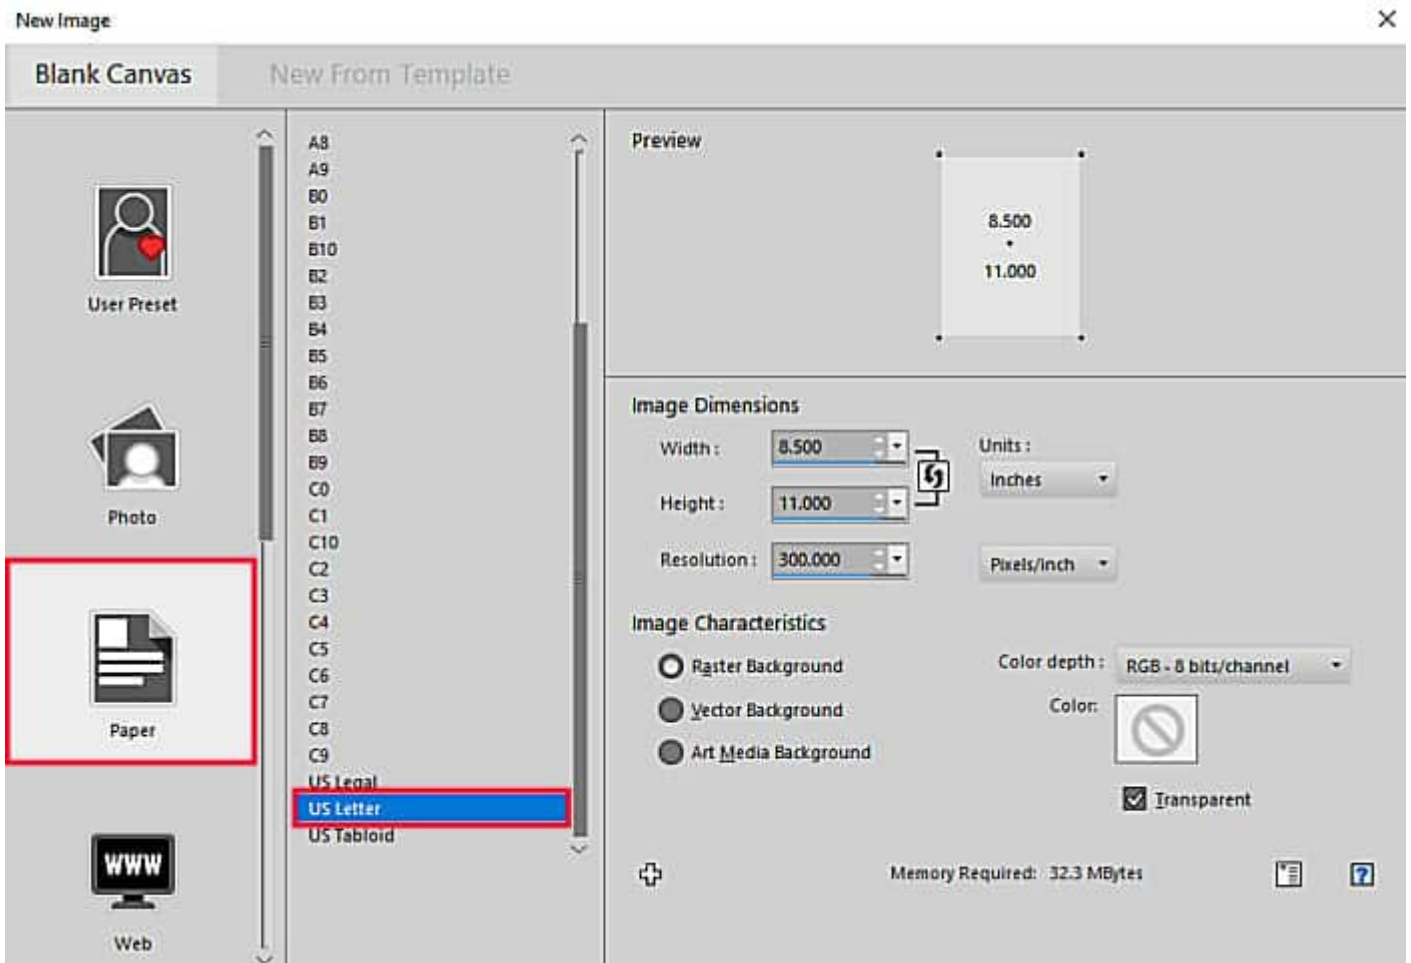 New Image
Blank Canvas
New From Template
User Preset
Photo
Paper
WWW
Web
A8
A9
B0
B1
B10
B2
B3
B4
B5
B6
B7
B8
B9
C0
C1
C10
C2
C3
C4
C5
C6
C7
C8
C9
US Legal
US Letter
US Tabloid
Preview
8.500
11.000
Image Dimensions
Width : 8.500
Units :
Inches
Height : 11.000
Resolution : 300.000 Pixels/inch
Image Characteristics
Raster Background
Vector Background
Art Media Background
Color depth : RGB - 8 bits/channel
Color:
Transparent
Memory Required: 32.3 MBytes
?